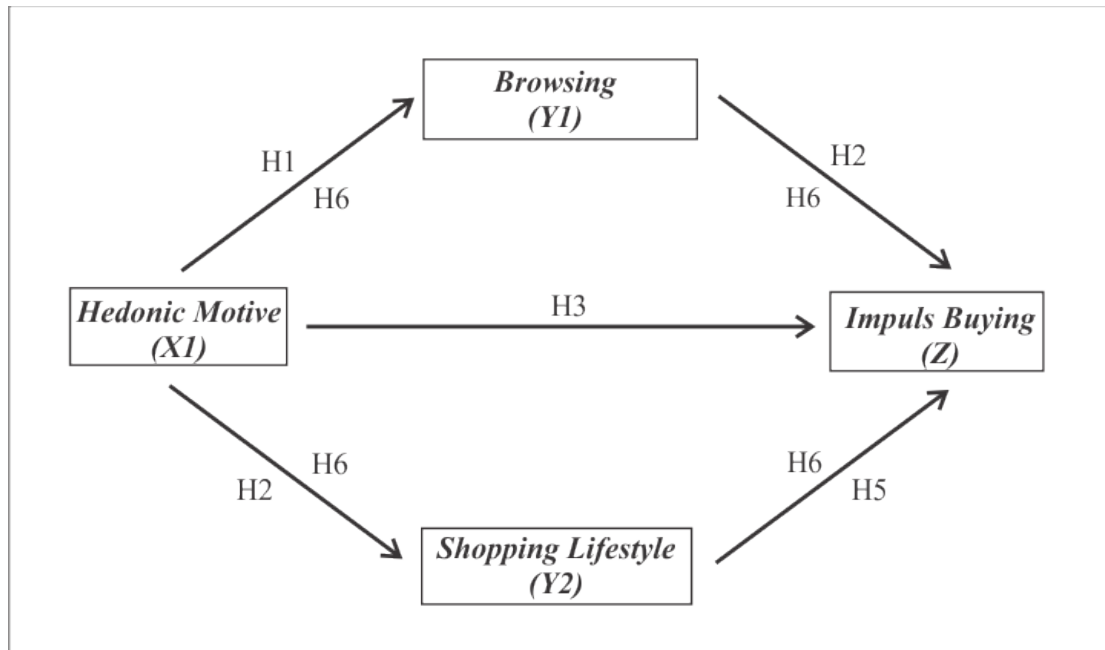 Browsing
(Y1)
H1
H2
H6
H6
Hedonic Motive
(X1)
H3
Impuls Buying
(Z)
H6
H6
H2
H5
Shopping Lifestyle
(Y2)